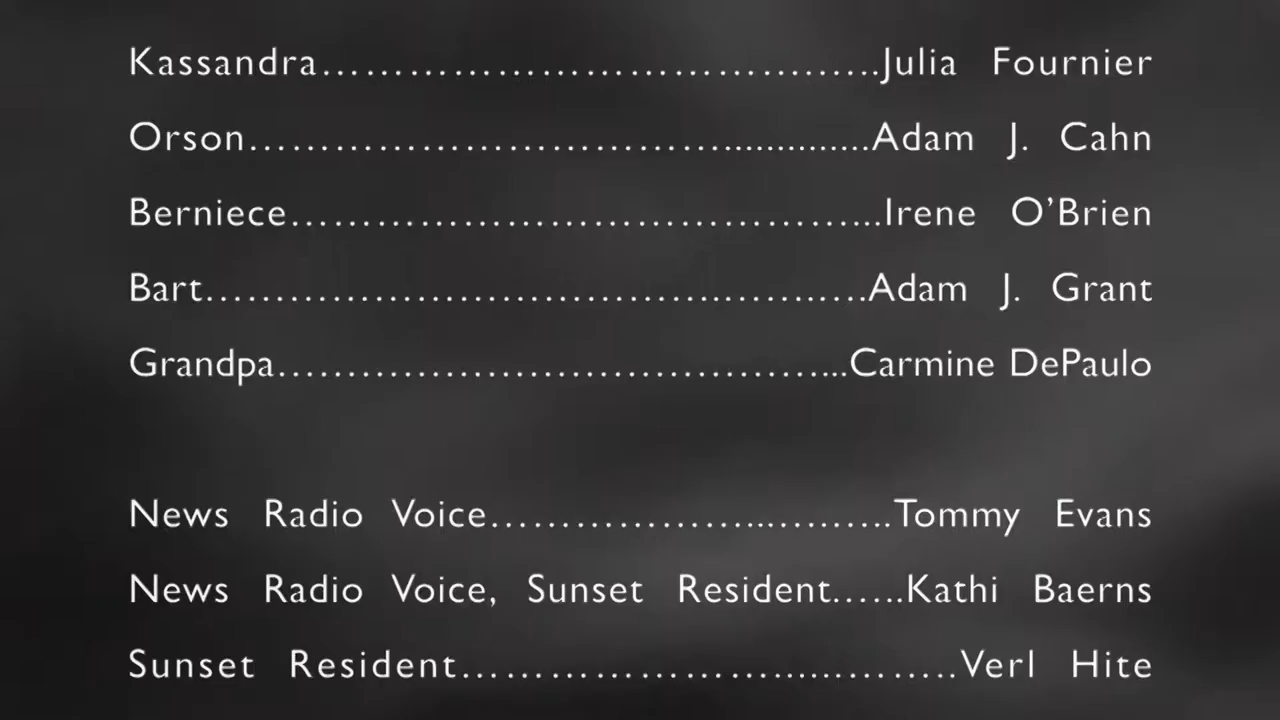 Kassandra……………………………………………………..Julia Fournier
Orson……………………………………………….............Adam J. Cahn
Berniece……………………………………………………...Irene O’Brien
Bart………………………………………………..……..….Adam J. Grant
Grandpa……………………………………………………...Carmine DePaulo
News Radio Voice………………………...……….Tommy Evans
News Radio Voice, Sunset Resident…...Kathi Baerns
Sunset Resident……………………………......………Verl Hite